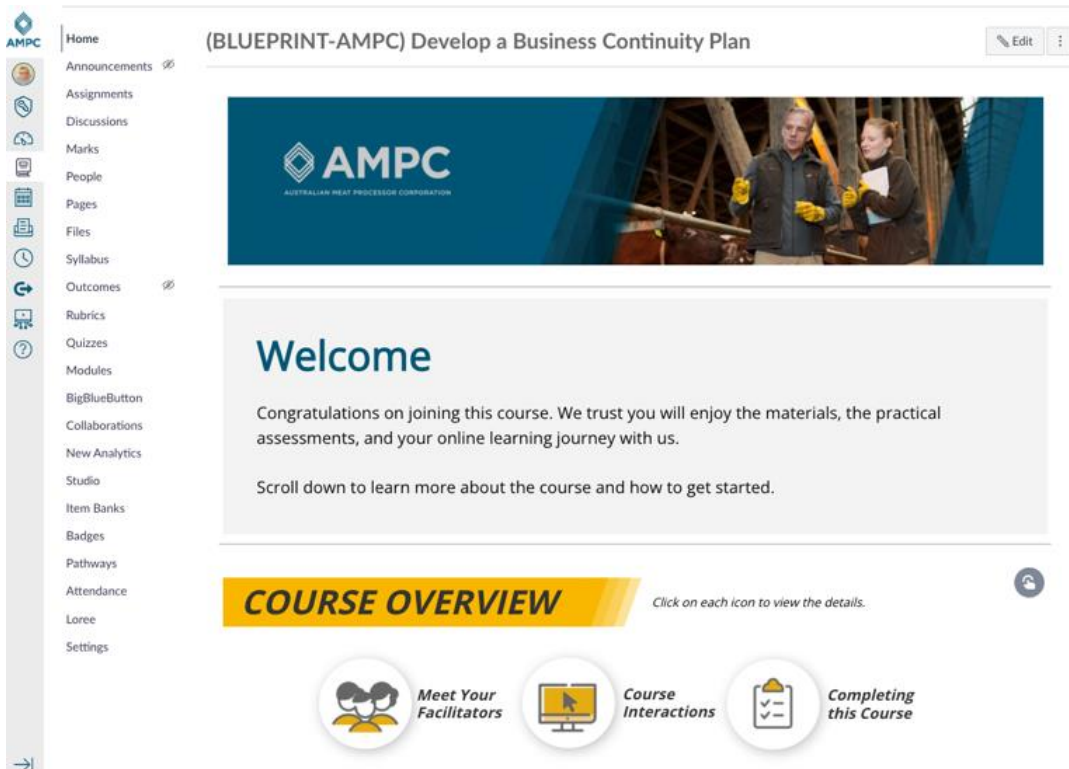 AMPC
Home
Announcements
Assignments
Discussions
Marks
People
Pages
Files
Syllabus
Outcomes
Rubrics
Quizzes
Modules
BigBlueButton
Collaborations
New Analytics
Studio
Item Banks
Badges
Pathways
Attendance
Loree
Settings
(BLUEPRINT-AMPC) Develop a Business Continuity Plan
Edit
AMPC
AUSTRALIAN MEAT PROCESSOR CORPORATION
Welcome
Congratulations on joining this course. We trust you will enjoy the materials, the practical
assessments, and your online learning journey with us.
Scroll down to learn more about the course and how to get started.
COURSE OVERVIEW
Click on each icon to view the details.
Meet Your
Facilitators
Course
Interactions
Completing
this Course